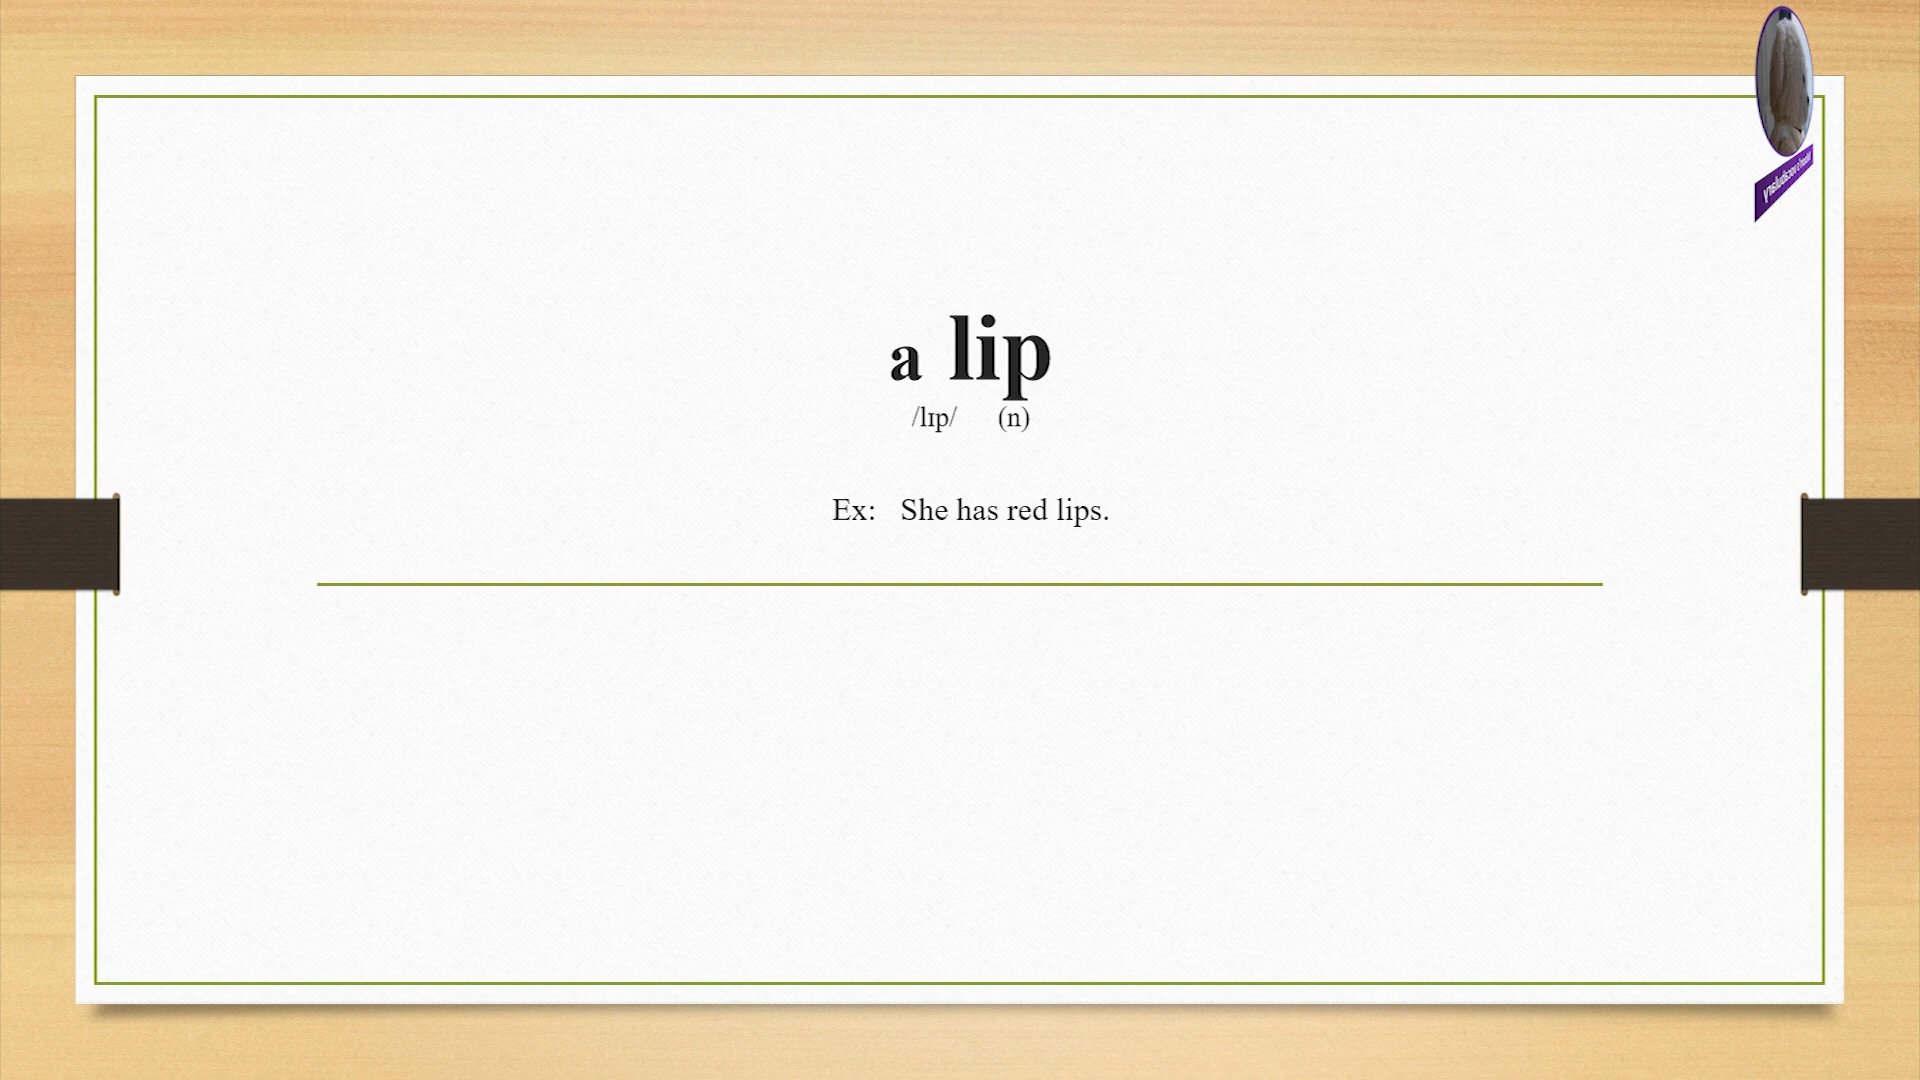 a lip
/lɪp/ (n)
Ex: She has red lips.